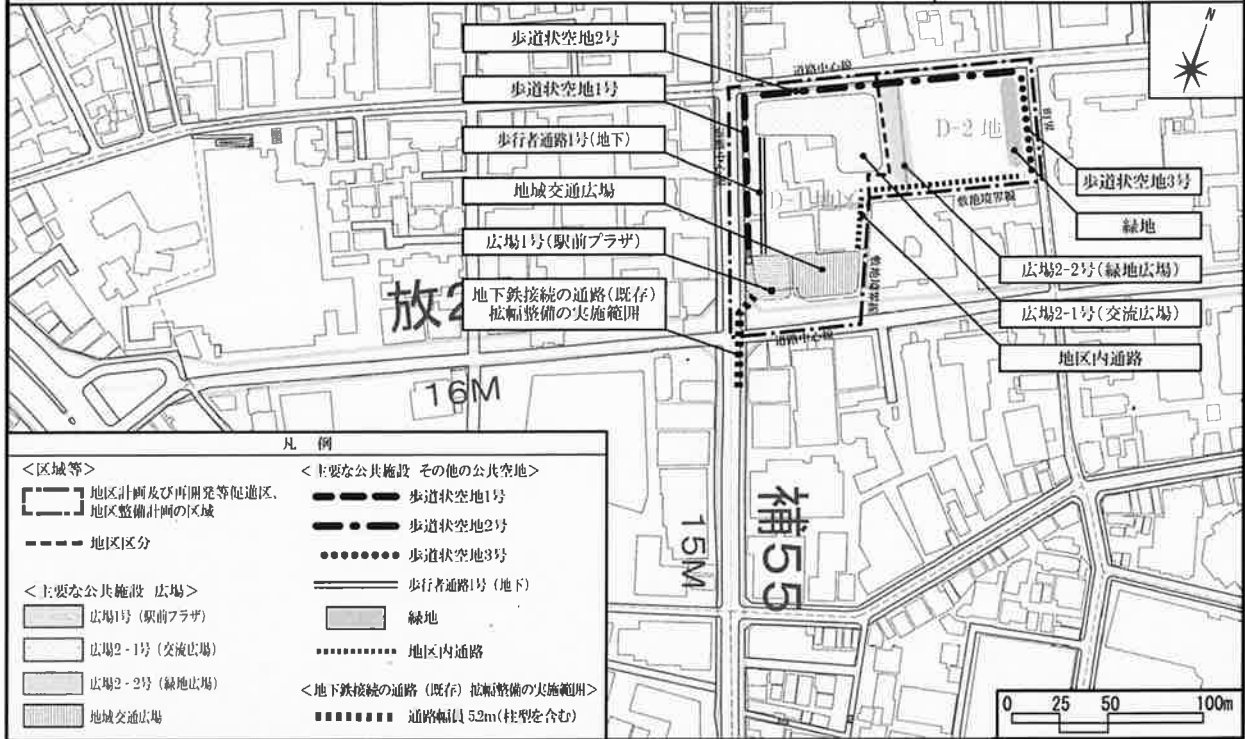 N
歩道状空地2号
歩道状空地1号
歩行者通路1号(地下)
地域交通広場
広場1号(駅前プラザ)
地下鉄接続の通路(既存)
拡幅整備の実施範囲
道路中心線
D-2 地
歩道状空地3号
緑地
敷地境界線
広場2-2号(緑地広場)
広場2-1号(交流広場)
地区内通路
敷地境界線
道路中心線
放2
16M
15M
補55
凡 例
<区域等>
地区計画及び再開発等促進区、
地区整備計画の区域
地区区分
<主要な公共施設 広場>
広場1号 (駅前プラザ)
広場2-1号 (交流広場)
広場2-2号 (緑地広場)
地域交通広場
<主要な公共施設 その他の公共空地>
歩道状空地1号
歩道状空地2号
歩道状空地3号
歩行者通路1号 (地下)
緑地
地区内通路
<地下鉄接続の通路 (既存) 拡幅整備の実施範囲>
通路幅員 5.2m(柱型を含む)
0 25 50 100m